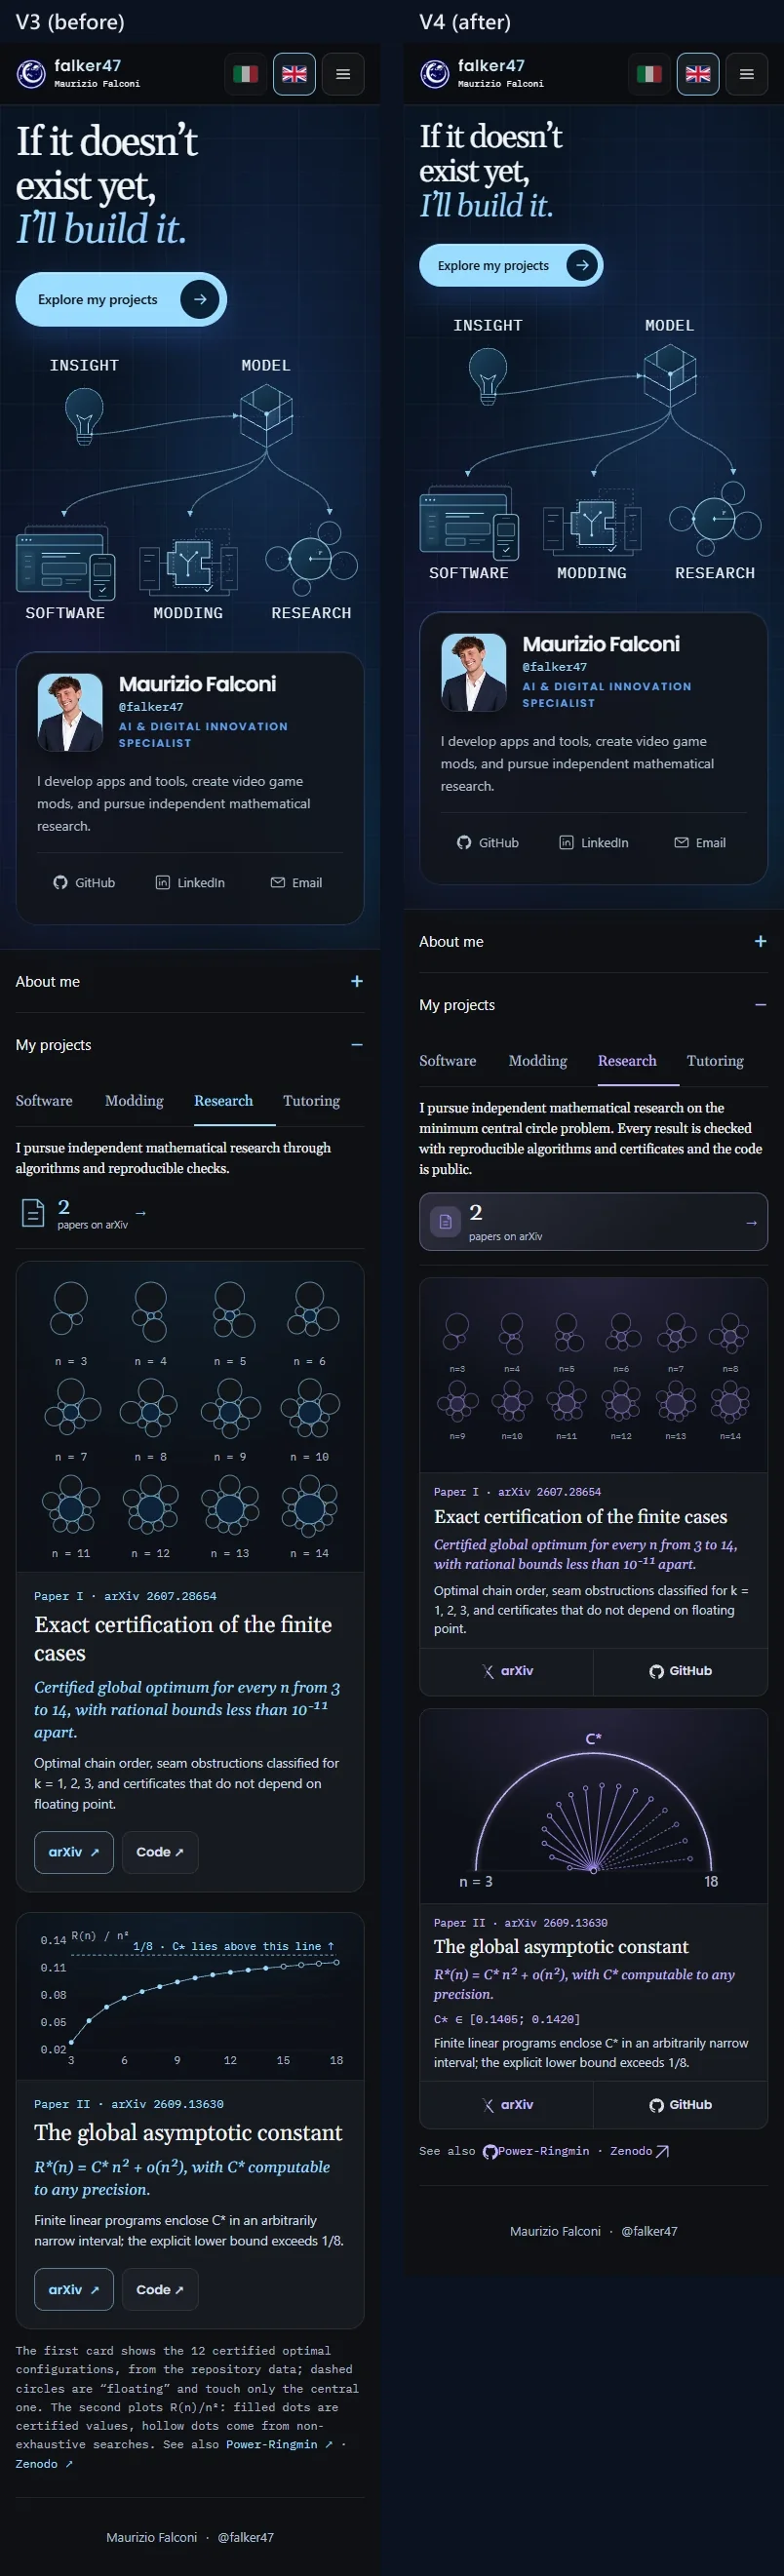 V3 (before)
falker47
Maurizio Falconi
If it doesn’t
exist yet,
I’ll build it.
Explore my projects →
INSIGHT
MODEL
SOFTWARE
MODDING
RESEARCH
Maurizio Falconi
@falker47
AI & DIGITAL INNOVATION
SPECIALIST
I develop apps and tools, create video game
mods, and pursue independent mathematical
research.
GitHub
LinkedIn
Email
About me +
My projects −
Software Modding Research Tutoring
I pursue independent mathematical research through
algorithms and reproducible checks.
2
papers on arXiv →
n = 3 n = 4 n = 5 n = 6
n = 7 n = 8 n = 9 n = 10
n = 11 n = 12 n = 13 n = 14
Paper I · arXiv 2607.28654
Exact certification of the finite
cases
Certified global optimum for every n from 3
to 14, with rational bounds less than 10⁻¹¹
apart.
Optimal chain order, seam obstructions classified for
k = 1, 2, 3, and certificates that do not depend on
floating point.
arXiv ↗ Code ↗
R(n) / n²
1/8 · C★ lies above this line ↑
0.14
0.11
0.08
0.05
0.02
3 6 9 12 15 18
Paper II · arXiv 2609.13630
The global asymptotic constant
R*(n) = C* n² + o(n²), with C* computable
to any precision.
Finite linear programs enclose C* in an arbitrarily
narrow interval; the explicit lower bound exceeds 1/8.
arXiv ↗ Code ↗
The first card shows the 12 certified optimal
configurations, from the repository data; dashed
circles are “floating” and touch only the central
one. The second plots R(n)/n²: filled dots are
certified values, hollow dots come from non-
exhaustive searches. See also Power-Ringmin ↗ ·
Zenodo ↗
Maurizio Falconi · @falker47
V4 (after)
falker47
Maurizio Falconi
If it doesn’t
exist yet,
I’ll build it.
Explore my projects →
INSIGHT
MODEL
SOFTWARE
MODDING
RESEARCH
Maurizio Falconi
@falker47
AI & DIGITAL INNOVATION
SPECIALIST
I develop apps and tools, create video game
mods, and pursue independent mathematical
research.
GitHub
LinkedIn
Email
About me +
My projects −
Software Modding Research Tutoring
I pursue independent mathematical research on the
minimum central circle problem. Every result is checked
with reproducible algorithms and certificates and the code
is public.
2
papers on arXiv →
n=3 n=4 n=5 n=6 n=7 n=8
n=9 n=10 n=11 n=12 n=13 n=14
Paper I · arXiv 2607.28654
Exact certification of the finite cases
Certified global optimum for every n from 3 to 14,
with rational bounds less than 10⁻¹¹ apart.
Optimal chain order, seam obstructions classified for k =
1, 2, 3, and certificates that do not depend on floating
point.
arXiv GitHub
C*
n = 3 18
Paper II · arXiv 2609.13630
The global asymptotic constant
R*(n) = C* n² + o(n²), with C* computable to any
precision.
C★ ∈ [0.1405; 0.1420]
Finite linear programs enclose C* in an arbitrarily narrow
interval; the explicit lower bound exceeds 1/8.
arXiv GitHub
See also Power-Ringmin · Zenodo ↗
Maurizio Falconi · @falker47